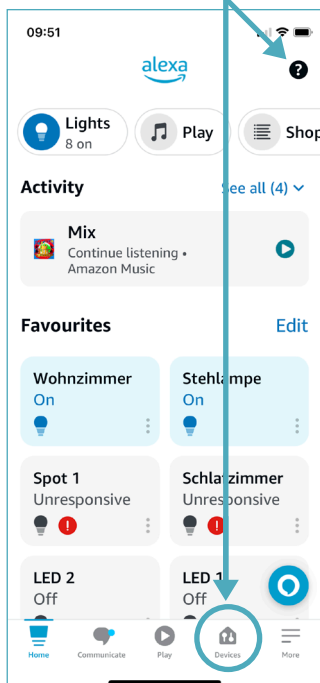 09:51
alexa
?
Lights
8 on
Play
Shop
Activity
See all (4)
Mix
Continue listening •
Amazon Music
Favourites
Edit
Wohnzimmer
On
Stehlampe
On
Spot 1
Unresponsive
Schlafzimmer
Unresponsive
LED 2
Off
LED 1
Off
Home
Communicate
Play
Devices
More